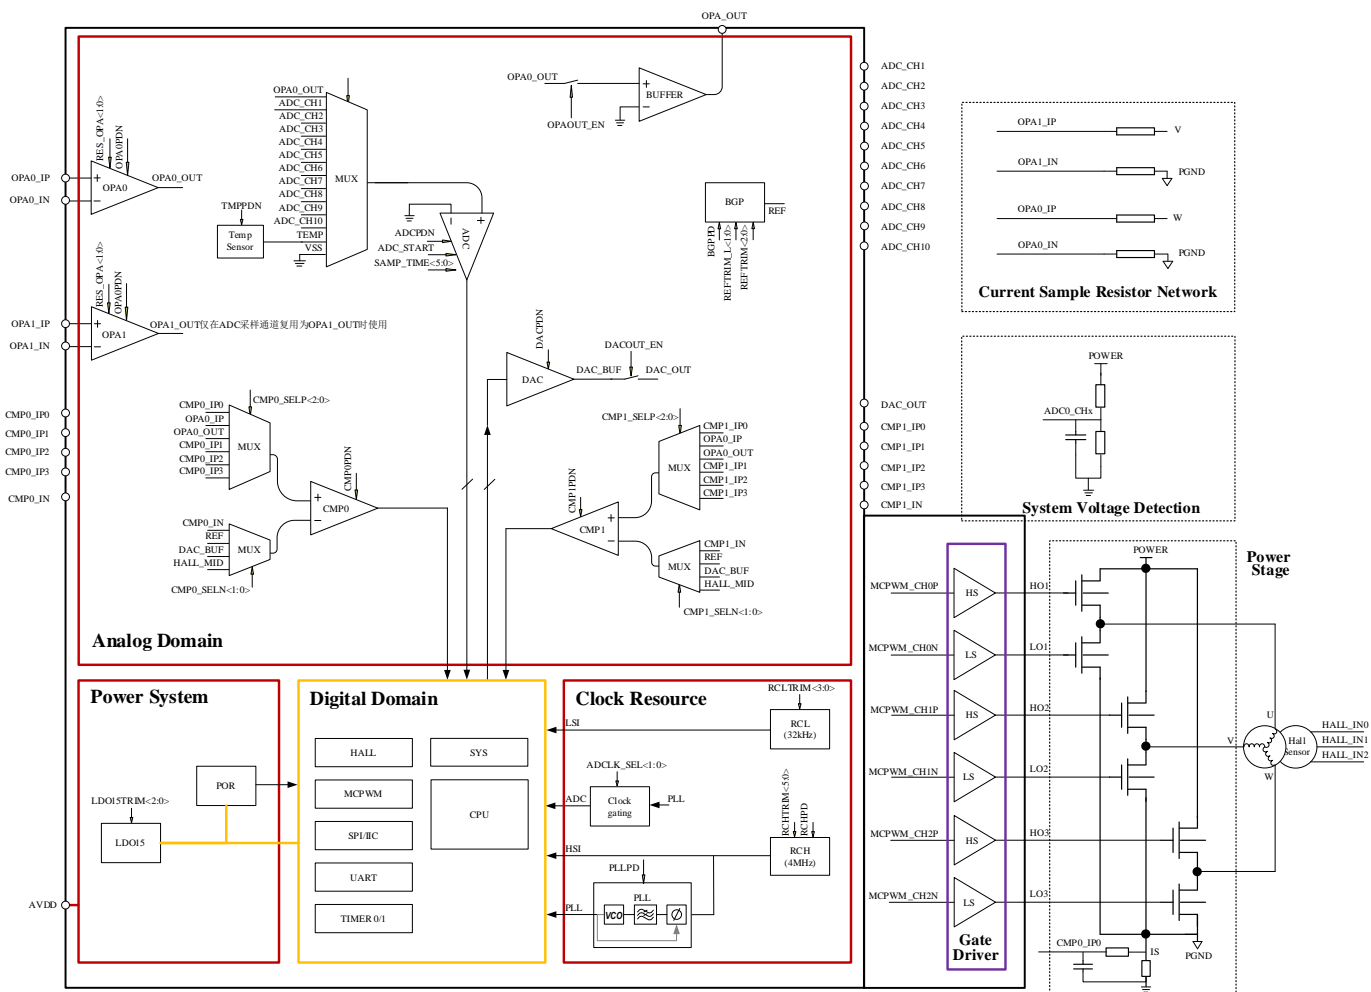 OPA_OUT
OPA0_OUT
BUFFER
OPAOUT_EN
RES_OPA<1:0>
OPA0PDN
OPA0_IP
OPA0_IN
OPA0
OPA0_OUT
OPA0_OUT
ADC_CH1
ADC_CH2
ADC_CH3
ADC_CH4
ADC_CH5
ADC_CH6
ADC_CH7
ADC_CH8
ADC_CH9
ADC_CH10
TEMP
VSS
MUX
TMPPDN
Temp
Sensor
ADC
ADCPDN
ADC_START
SAMP_TIME<5:0>
BGP
REF
BGPPD
REFTRIM_L<1:0>
REFTRIM<2:0>
RES_OPA<1:0>
OPA0PDN
OPA1_IP
OPA1_IN
OPA1
OPA1_OUT仅在ADC采样通道复用为OPA1_OUT时使用
DACPDN
DAC
DAC_BUF
DACOUT_EN
DAC_OUT
CMP0_IP0
CMP0_IP1
CMP0_IP2
CMP0_IP3
CMP0_IN
CMP0_SELP<2:0>
CMP0_IP0
OPA0_IP
OPA0_OUT
CMP0_IP1
CMP0_IP2
CMP0_IP3
MUX
CMP0PDN
CMP0
CMP0_IN
REF
DAC_BUF
HALL_MID
MUX
CMP0_SELN<1:0>
CMP1_SELP<2:0>
CMP1_IP0
OPA0_IP
OPA0_OUT
CMP1_IP1
CMP1_IP2
CMP1_IP3
MUX
CMP1PDN
CMP1
CMP1_IN
REF
DAC_BUF
HALL_MID
MUX
CMP1_SELN<1:0>
Analog Domain
ADC_CH1
ADC_CH2
ADC_CH3
ADC_CH4
ADC_CH5
ADC_CH6
ADC_CH7
ADC_CH8
ADC_CH9
ADC_CH10
DAC_OUT
CMP1_IP0
CMP1_IP1
CMP1_IP2
CMP1_IP3
CMP1_IN
OPA1_IP
V
OPA1_IN
PGND
OPA0_IP
W
OPA0_IN
PGND
Current Sample Resistor Network
POWER
ADC0_CHx
System Voltage Detection
Power System
POR
LDO15TRIM<2:0>
LDO15
AVDD
Digital Domain
HALL
SYS
MCPWM
CPU
SPI/IIC
UART
TIMER 0/1
Clock Resource
RCLTRIM<3:0>
LSI
RCL
(32kHz)
ADCLK_SEL<1:0>
ADC
Clock
gating
PLL
RCHTRIM<5:0>
RCHPD
HSI
RCH
(4MHz)
PLLPD
PLL
PLL
VCO
Ø
MCPWM_CH0P
HS
HO1
MCPWM_CH0N
LS
LO1
MCPWM_CH1P
HS
HO2
MCPWM_CH1N
LS
LO2
MCPWM_CH2P
HS
HO3
MCPWM_CH2N
LS
LO3
Gate
Driver
POWER
Power
Stage
U
V
W
Hall
Sensor
HALL_IN0
HALL_IN1
HALL_IN2
CMP0_IP0
IS
PGND